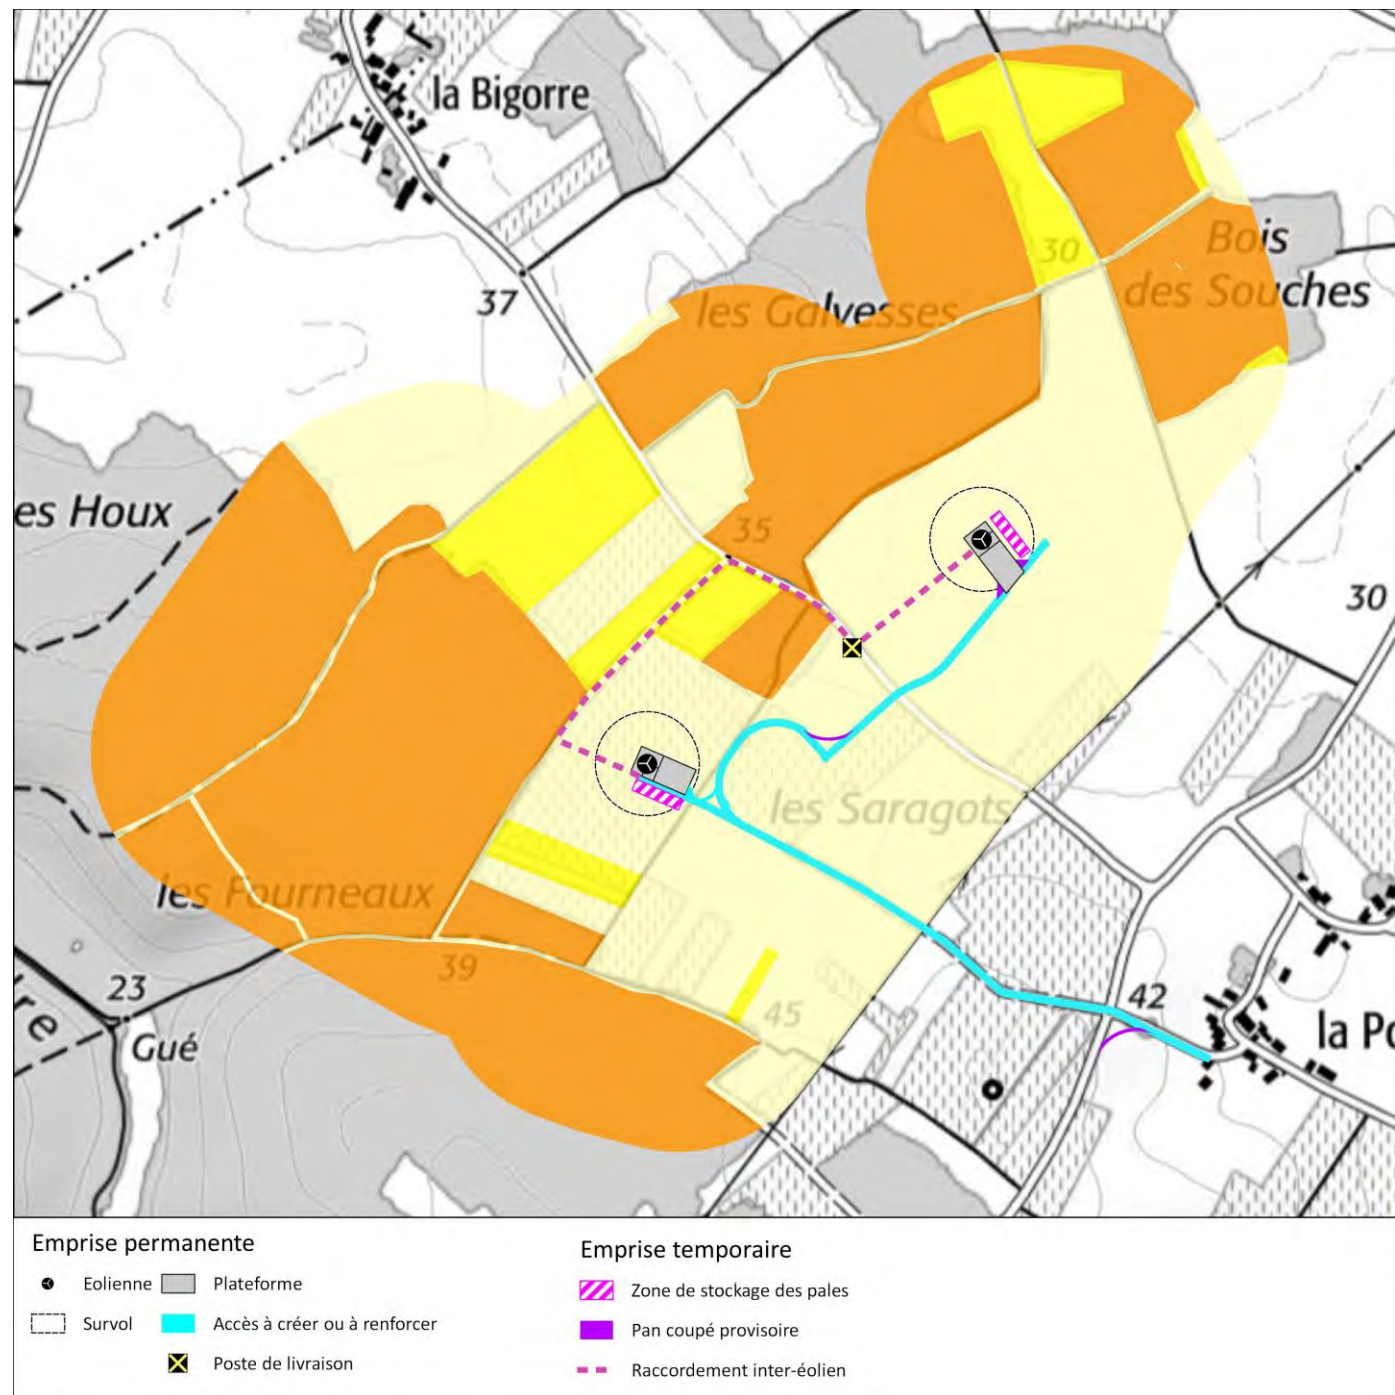 la Bigorre
37
30
Bois
des Souches
les Galvesses
es Houx
35
30
les Saragots
les Fourneaux
39
23
45
42
la Po
re
Gué
Emprise permanente
Eolienne
Plateforme
Survol
Accès à créer ou à renforcer
Poste de livraison
Emprise temporaire
Zone de stockage des pales
Pan coupé provisoire
Raccordement inter-éolien